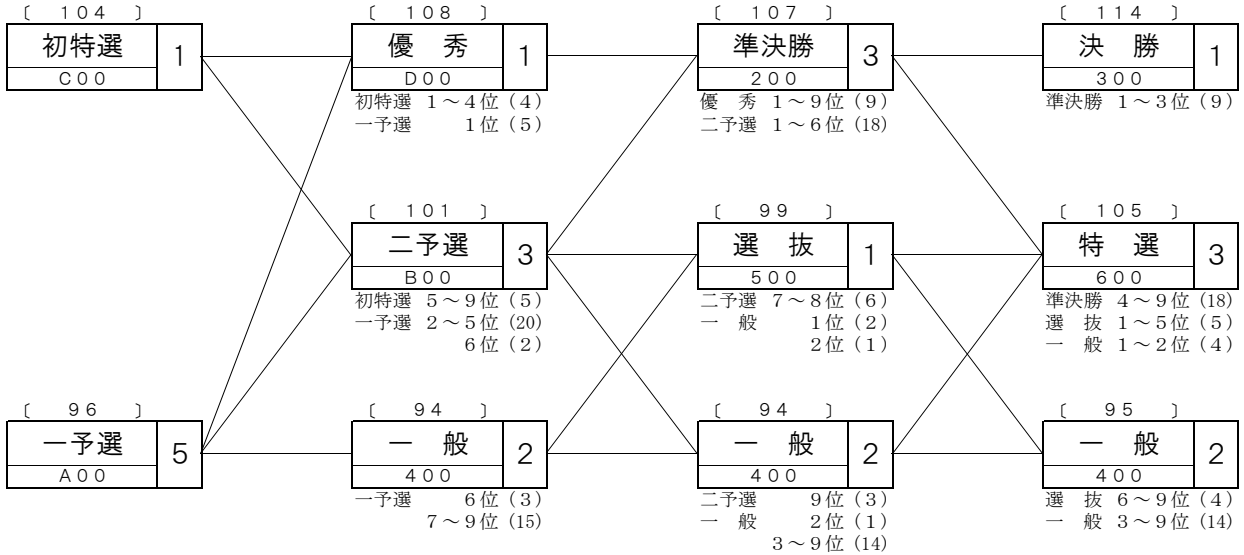 〔 104 〕 〔 108 〕 〔 107 〕 〔 114 〕
初特選 1 優 秀 1 準決勝 3 決 勝 1
C00 D00 200 300
初特選 1～4位(4) 優 秀 1～9位(9) 準決勝 1～3位(9)
一予選 1位(5) 二予選 1～6位(18)
〔 101 〕 〔 99 〕 〔 105 〕
二予選 3 選 抜 1 特 選 3
B00 500 600
初特選 5～9位(5) 二予選 7～8位(6) 準決勝 4～9位(18)
一予選 2～5位(20) 一 般 1位(2) 選 抜 1～5位(5)
6位(2) 2位(1) 一 般 1～2位(4)
〔 96 〕 〔 94 〕 〔 94 〕 〔 95 〕
一予選 5 一 般 2 一 般 2 一 般 2
A00 400 400 400
一予選 6位(3) 二予選 9位(3) 選 抜 6～9位(4)
7～9位(15) 一 般 2位(1) 一 般 3～9位(14)
3～9位(14)